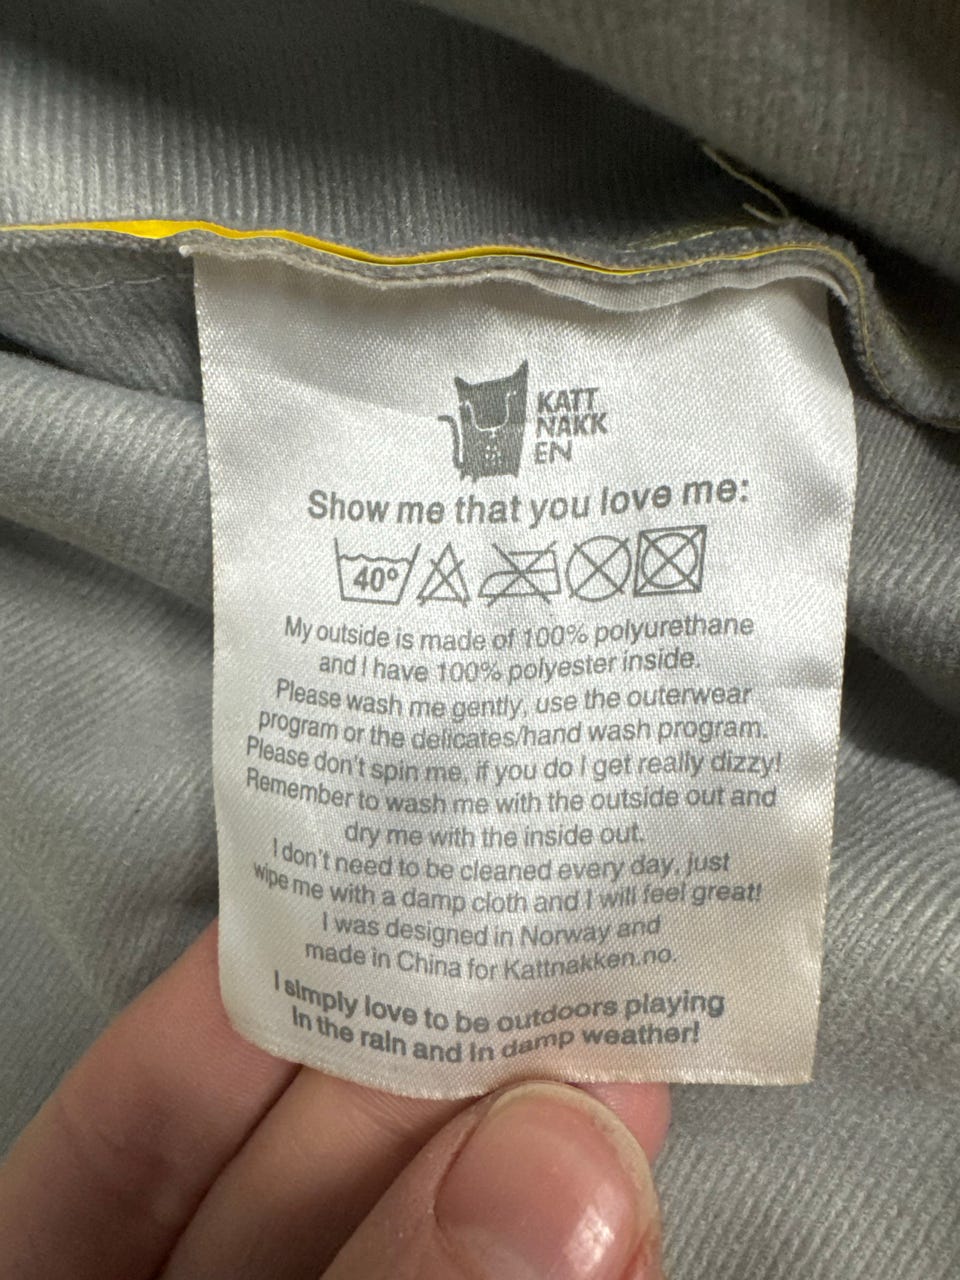 KATT
NAKK
EN
Show me that you love me:
40°
My outside is made of 100% polyurethane
and I have 100% polyester inside.
Please wash me gently, use the outerwear
program or the delicates/hand wash program.
Please don't spin me, if you do I get really dizzy!
Remember to wash me with the outside out and
dry me with the inside out.
I don't need to be cleaned every day, just
wipe me with a damp cloth and I will feel great!
I was designed in Norway and
made in China for Kattnakken.no.
I simply love to be outdoors playing
In the rain and In damp weather!